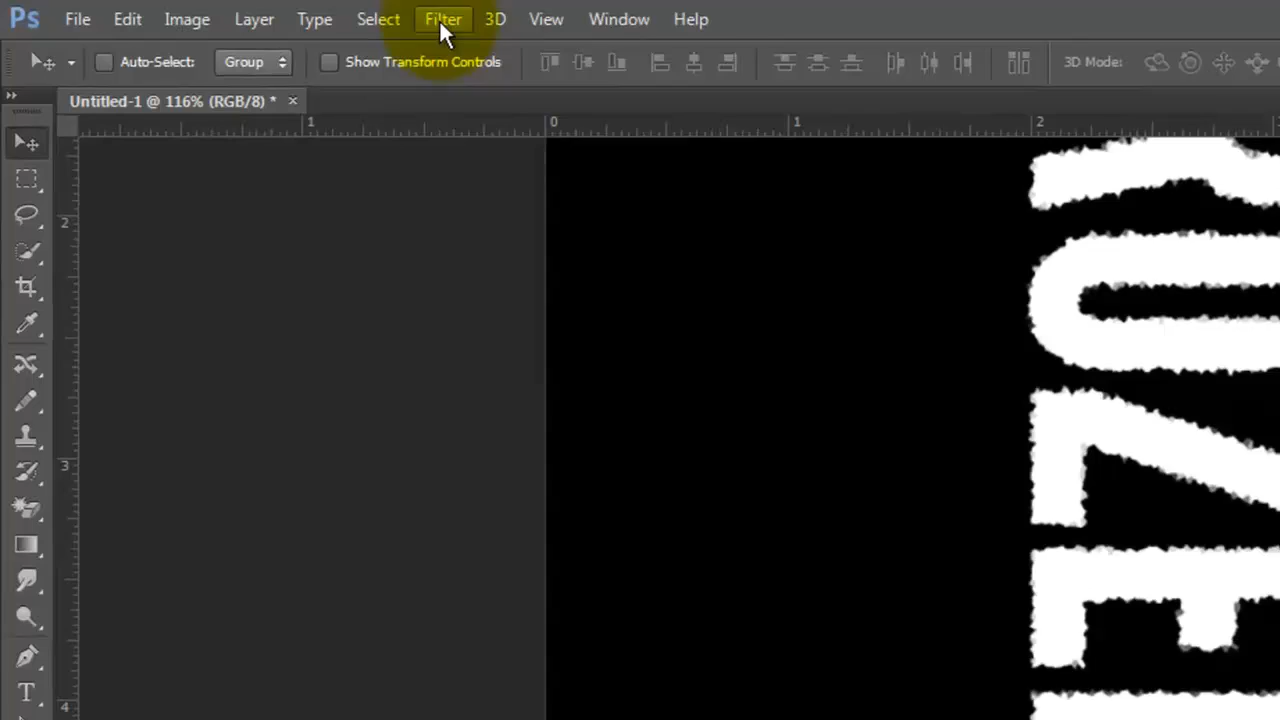 Ps File Edit Image Layer Type Select Filter 3D View Window Help
Auto-Select: Group Show Transform Controls 3D Mode:
Untitled-1 @ 116% (RGB/8) * ×
1 0 1 2
2
3
4
T